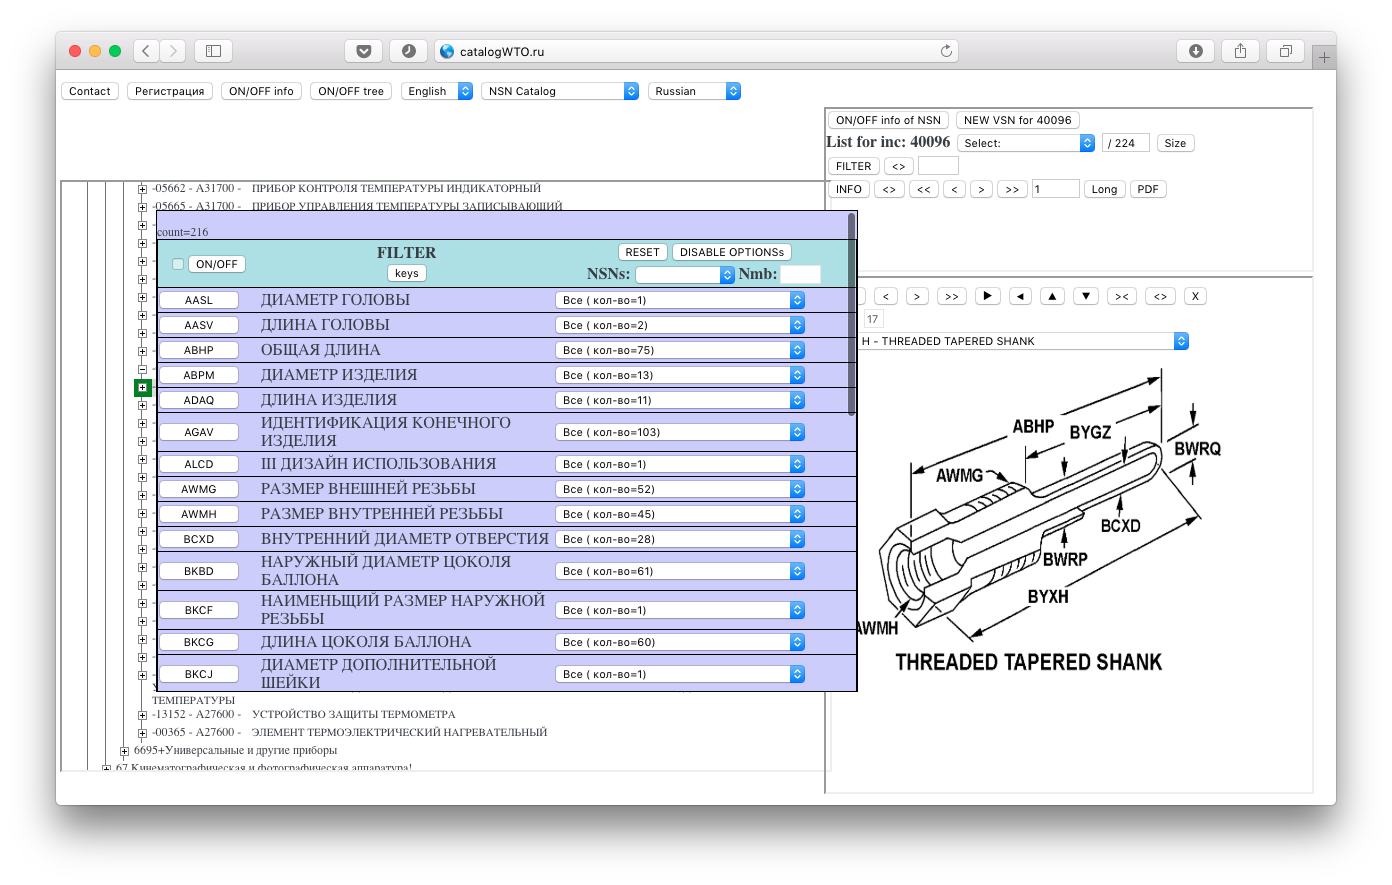 catalogWTO.ru
Contact Регистрация ON/OFF info ON/OFF tree English NSN Catalog Russian
ON/OFF info of NSN NEW VSN for 40096
List for inc: 40096 Select: / 224 Size
FILTER <>
INFO <> << < > >> 1 Long PDF
-05662 - A31700 - ПРИБОР КОНТРОЛЯ ТЕМПЕРАТУРЫ ИНДИКАТОРНЫЙ
-05665 - A31700 - ПРИБОР УПРАВЛЕНИЯ ТЕМПЕРАТУРЫ ЗАПИСЫВАЮЩИЙ
count=216
ON/OFF FILTER RESET DISABLE OPTIONSs
keys NSNs: Nmb:
AASL ДИАМЕТР ГОЛОВЫ Все ( кол-во=1)
AASV ДЛИНА ГОЛОВЫ Все ( кол-во=2)
ABHP ОБЩАЯ ДЛИНА Все ( кол-во=75)
ABPM ДИАМЕТР ИЗДЕЛИЯ Все ( кол-во=13)
ADAQ ДЛИНА ИЗДЕЛИЯ Все ( кол-во=11)
AGAV ИДЕНТИФИКАЦИЯ КОНЕЧНОГО
ИЗДЕЛИЯ Все ( кол-во=103)
ALCD III ДИЗАЙН ИСПОЛЬЗОВАНИЯ Все ( кол-во=1)
AWMG РАЗМЕР ВНЕШНЕЙ РЕЗЬБЫ Все ( кол-во=52)
AWMH РАЗМЕР ВНУТРЕННЕЙ РЕЗЬБЫ Все ( кол-во=45)
BCXD ВНУТРЕННИЙ ДИАМЕТР ОТВЕРСТИЯ Все ( кол-во=28)
BKBD НАРУЖНЫЙ ДИАМЕТР ЦОКОЛЯ
БАЛЛОНА Все ( кол-во=61)
BKCF НАИМЕНЬЩИЙ РАЗМЕР НАРУЖНОЙ
РЕЗЬБЫ Все ( кол-во=1)
BKCG ДЛИНА ЦОКОЛЯ БАЛЛОНА Все ( кол-во=60)
BKCJ ДИАМЕТР ДОПОЛНИТЕЛЬНОЙ
ШЕЙКИ Все ( кол-во=1)
ТЕМПЕРАТУРЫ
-13152 - A27600 - УСТРОЙСТВО ЗАЩИТЫ ТЕРМОМЕТРА
-00365 - A27600 - ЭЛЕМЕНТ ТЕРМОЭЛЕКТРИЧЕСКИЙ НАГРЕВАТЕЛЬНЫЙ
6695+Универсальные и другие приборы
67 Кинематографическая и фотографическая аппаратура!
< > >> ▶ ◄ ▲ ▼ >< <> X
17
H - THREADED TAPERED SHANK
ABHP
BYGZ
BWRQ
AWMG
BCXD
BWRP
BYXH
AWMH
THREADED TAPERED SHANK